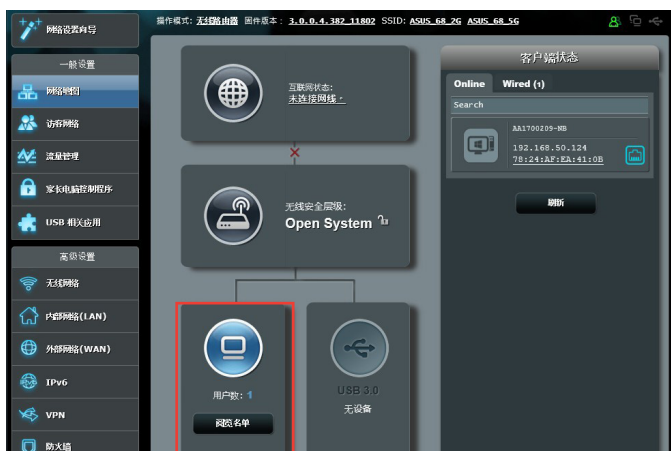 网络设置向导
操作模式: 无线路由器 固件版本: 3.0.0.4.382_11802 SSID: ASUS_68_2G ASUS_68_5G
一般设置
网络地图
访客网络
流量管理
家长电脑控制程序
USB 相关应用
高级设置
无线网络
内部网络(LAN)
外部网络(WAN)
IPv6
VPN
防火墙
互联网状态:
未连接网线。
无线安全层级:
Open System
用户数: 1
阅览名单
USB 3.0
无设备
客户端状态
Online Wired (1)
Search
AA1700209-NB
192.168.50.124
78:24:AF:EA:41:0B
刷新